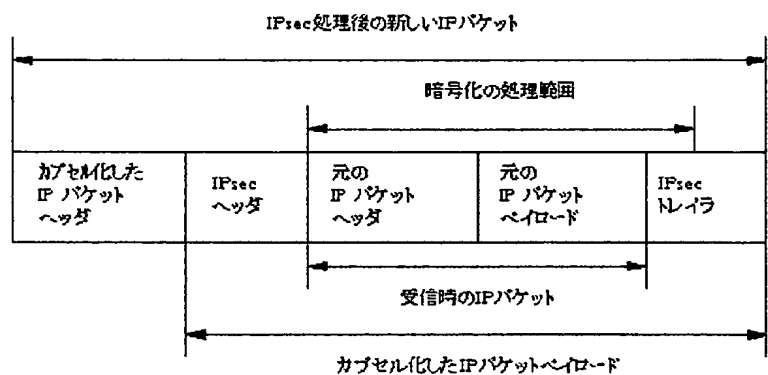 IPsec処理後の新しいIPパケット
暗号化の処理範囲
カプセル化した
IP パケット
ヘッダ
IPsec
ヘッダ
元の
IP パケット
ヘッダ
元の
IP パケット
ペイロード
IPsec
トレイラ
受信時のIPパケット
カプセル化したIPパケットペイロード